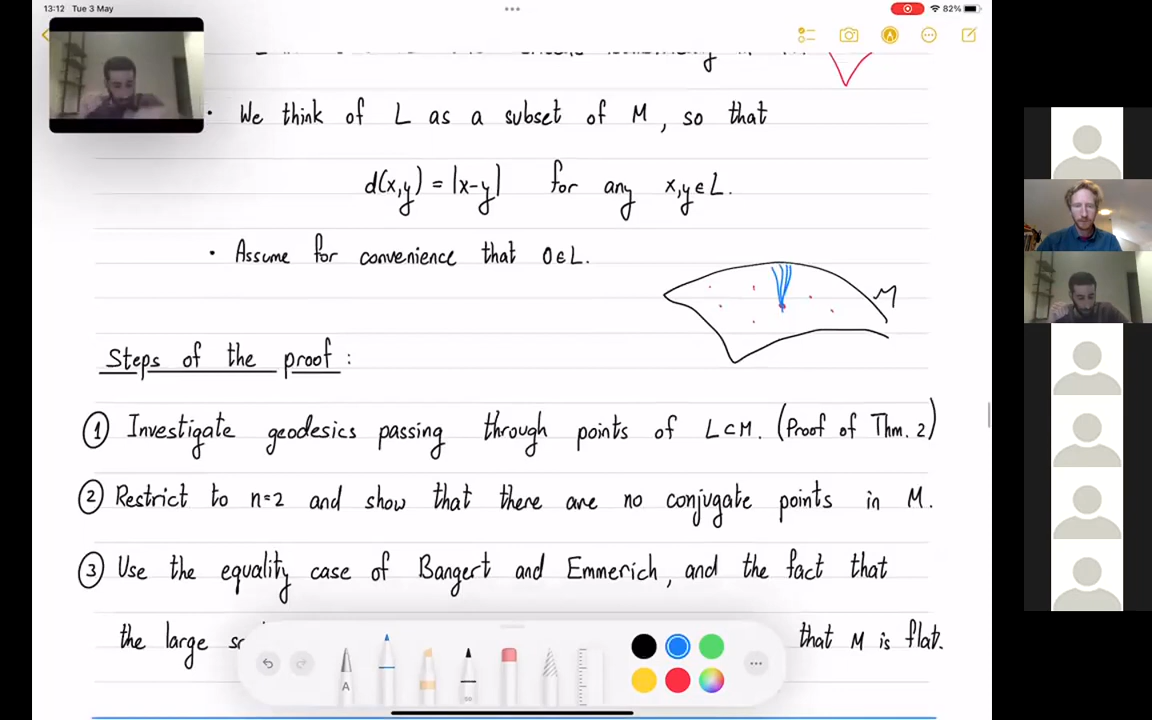 13:12 Tue 3 May
82%
• We think of L as a subset of M, so that
d(x,y) = |x-y| for any x,y ∈ L.
• Assume for convenience that 0 ∈ L.
M
Steps of the proof:
① Investigate geodesics passing through points of L ⊂ M. (Proof of Thm. 2)
② Restrict to n=2 and show that there are no conjugate points in M.
③ Use the equality case of Bangert and Emmerich, and the fact that
the large that M is flat.
A